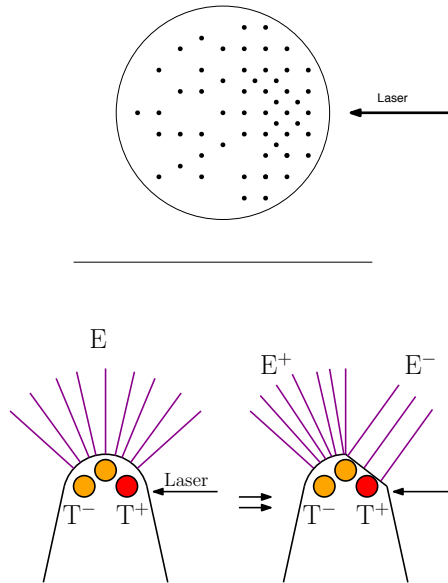 Laser
E
E⁺ E⁻
Laser
T⁻ T⁺ T⁻ T⁺